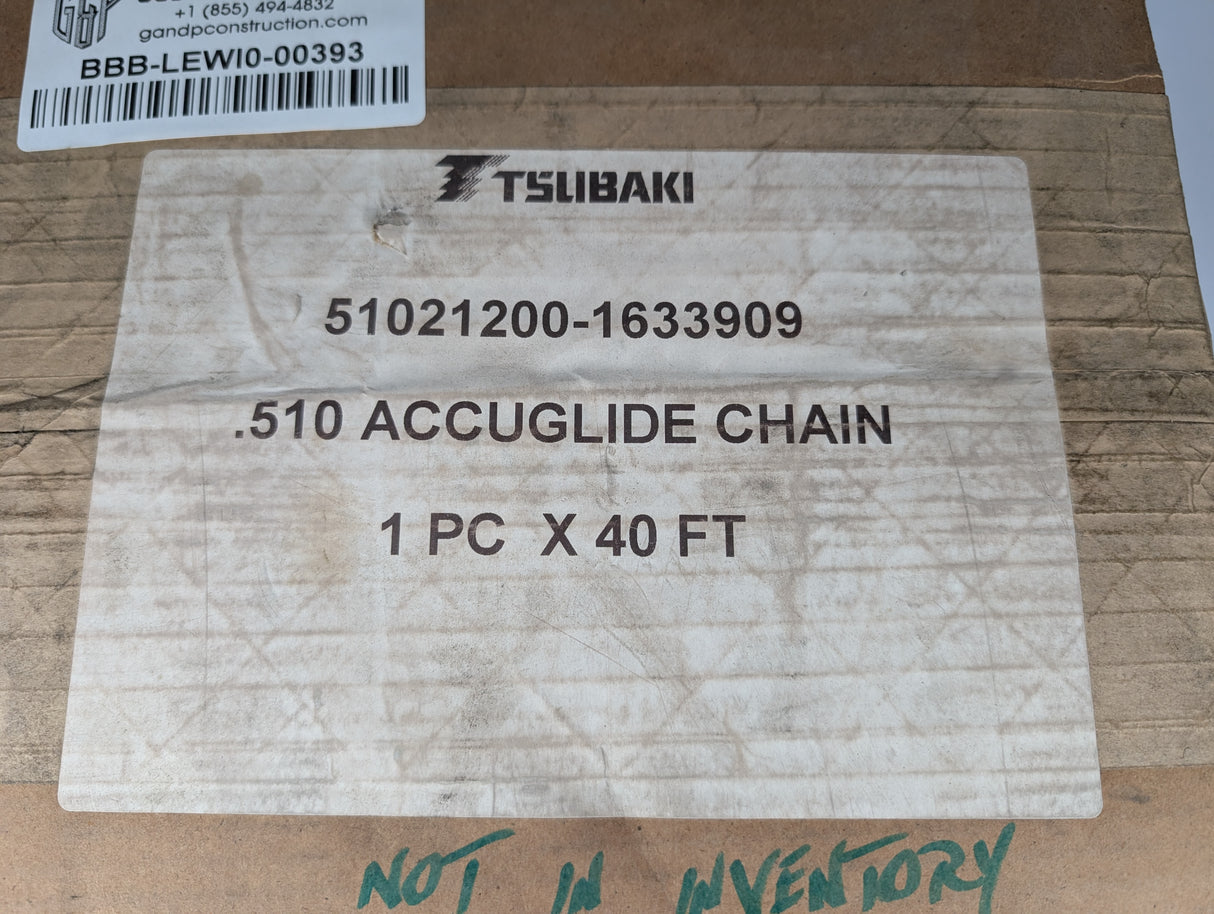 G&P
+1 (855) 494-4832
gandpconstruction.com
BBB-LEWI0-00393
TSUBAKI
51021200-1633909
.510 ACCUGLIDE CHAIN
1 PC X 40 FT
NOT IN INVENTORY